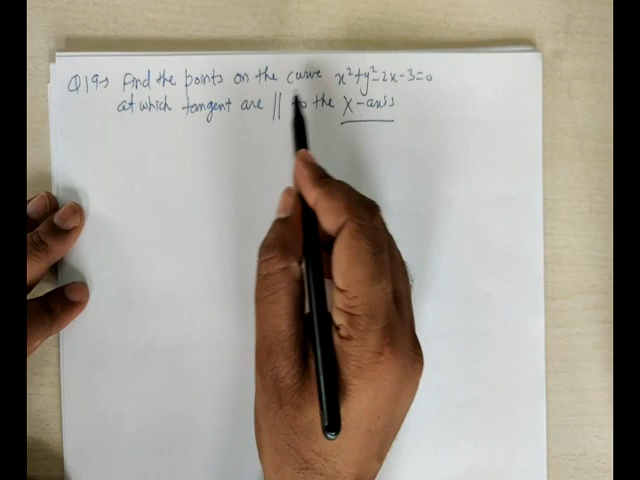 Q19→ Find the points on the curve x²+y²-2x-3=0
at which tangent are || to the X-axis